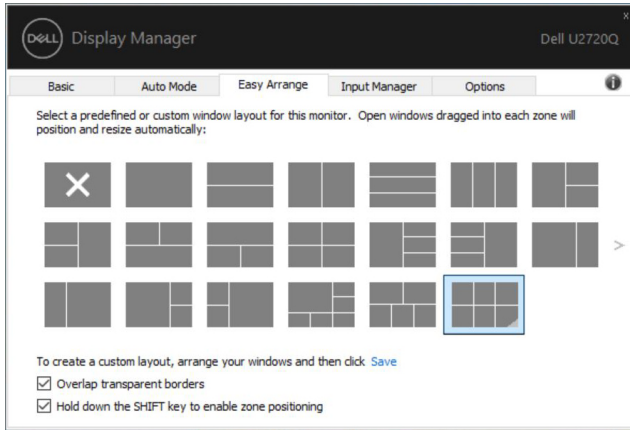 x
DELL Display Manager
Dell U2720Q
Basic Auto Mode Easy Arrange Input Manager Options i
Select a predefined or custom window layout for this monitor. Open windows dragged into each zone will
position and resize automatically:
>
To create a custom layout, arrange your windows and then click Save
Overlap transparent borders
Hold down the SHIFT key to enable zone positioning